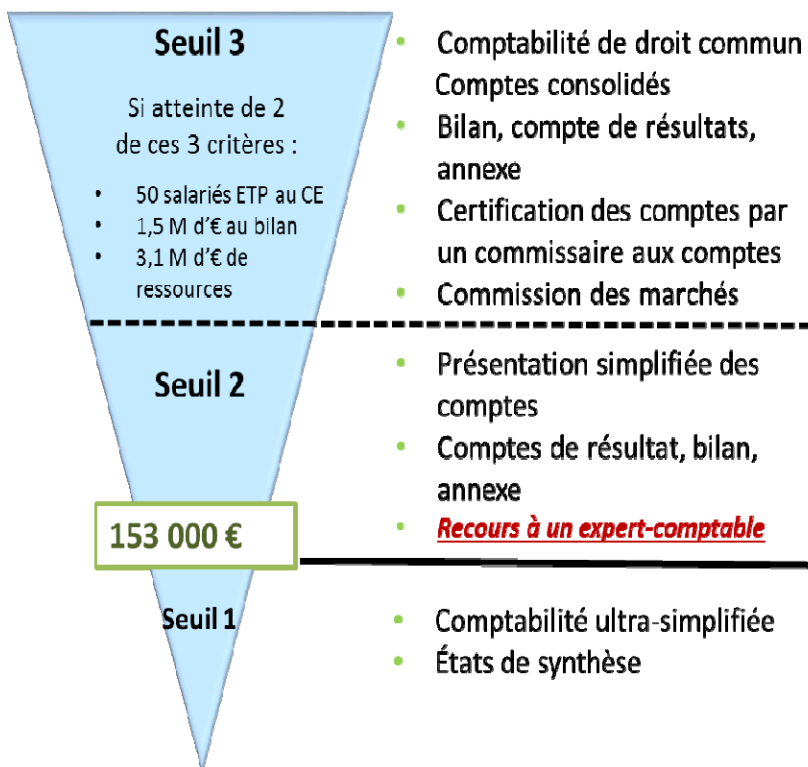 Seuil 3
Si atteinte de 2
de ces 3 critères :
• 50 salariés ETP au CE
• 1,5 M d'€ au bilan
• 3,1 M d'€ de
ressources
• Comptabilité de droit commun
Comptes consolidés
• Bilan, compte de résultats,
annexe
• Certification des comptes par
un commissaire aux comptes
• Commission des marchés
Seuil 2
• Présentation simplifiée des
comptes
• Comptes de résultat, bilan,
annexe
• Recours à un expert-comptable
153 000 €
Seuil 1
• Comptabilité ultra-simplifiée
• États de synthèse